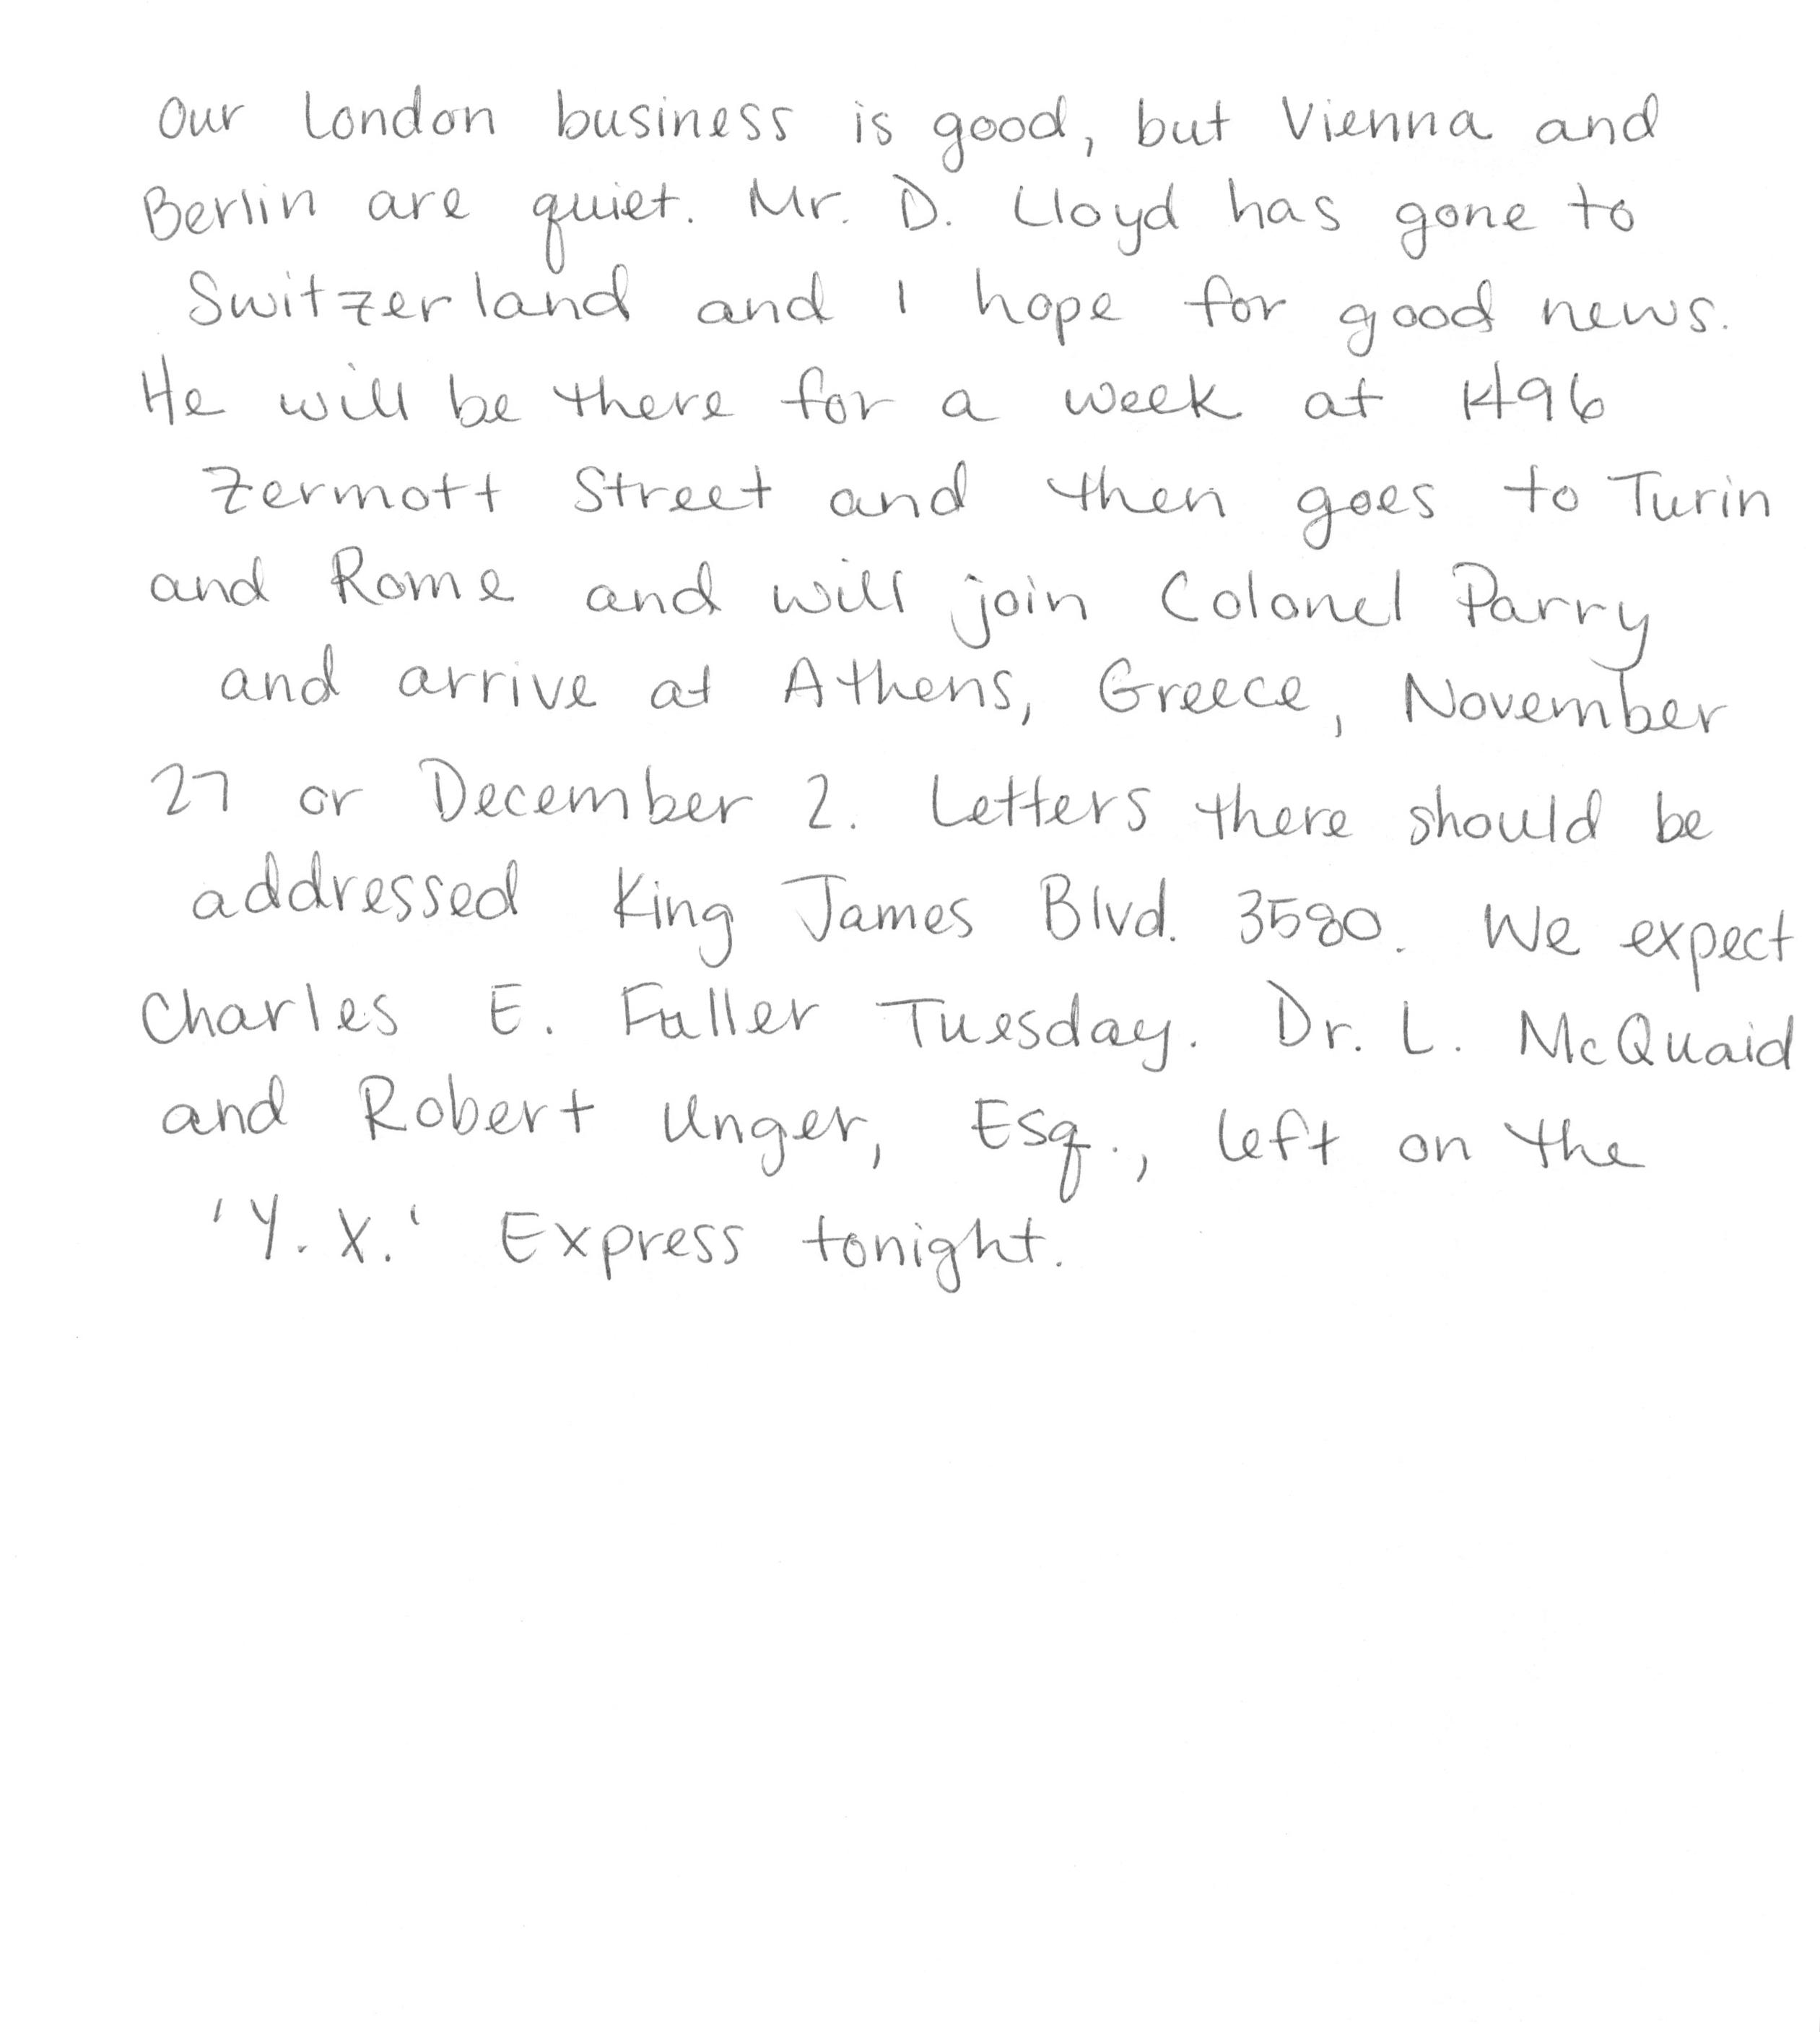 Our London business is good, but Vienna and
Berlin are quiet. Mr. D. Lloyd has gone to
Switzerland and I hope for good news.
He will be there for a week at 1496
Zermott Street and then goes to Turin
and Rome and will join Colonel Parry
and arrive at Athens, Greece, November
27 or December 2. Letters there should be
addressed King James Blvd. 3580. We expect
Charles E. Fuller Tuesday. Dr. L. McQuaid
and Robert Unger, Esq., left on the
'Y. X.' Express tonight.